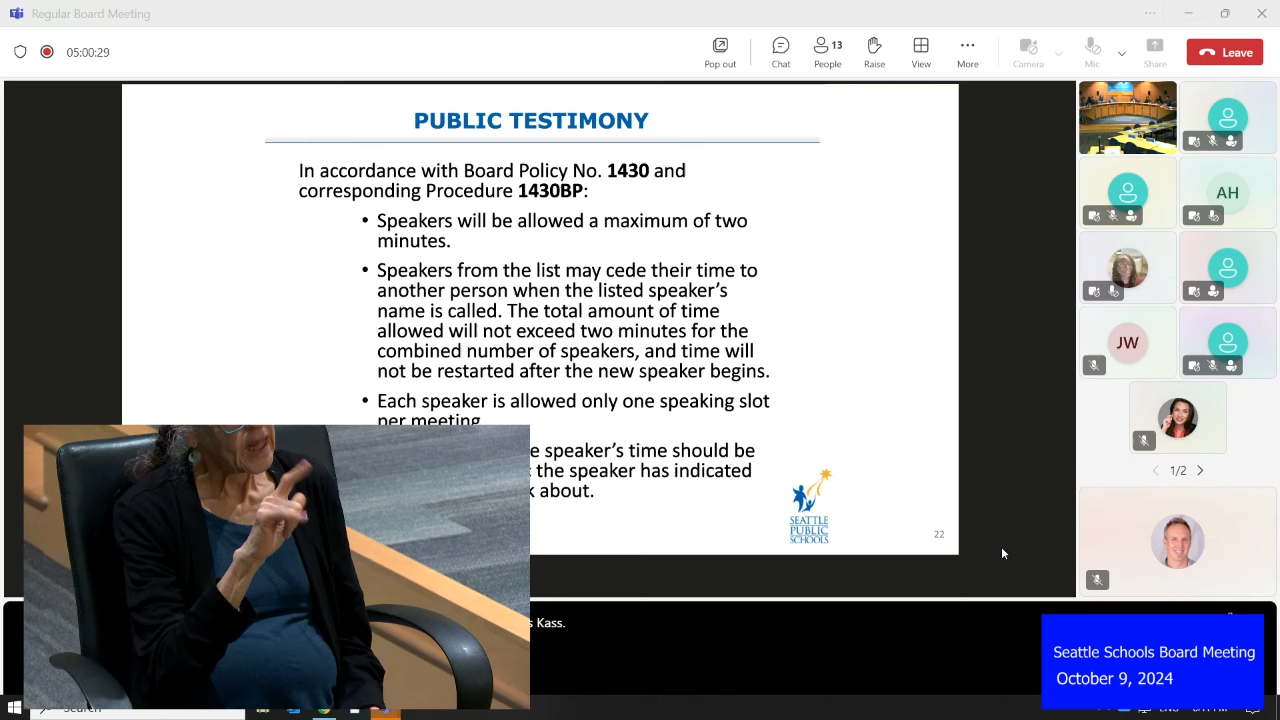 Regular Board Meeting
05:00:29
Pop out
Chat
13
People
Raise
View
More
Camera
Mic
Share
Leave
PUBLIC TESTIMONY
In accordance with Board Policy No. 1430 and
corresponding Procedure 1430BP:
• Speakers will be allowed a maximum of two
minutes.
• Speakers from the list may cede their time to
another person when the listed speaker’s
name is called. The total amount of time
allowed will not exceed two minutes for the
combined number of speakers, and time will
not be restarted after the new speaker begins.
• Each speaker is allowed only one speaking slot
per meeting
speaker’s time should be
the speaker has indicated
about.
SEATTLE
PUBLIC
SCHOOLS
22
AH
JW
1/2
Kass.
Seattle Schools Board Meeting
October 9, 2024
Search